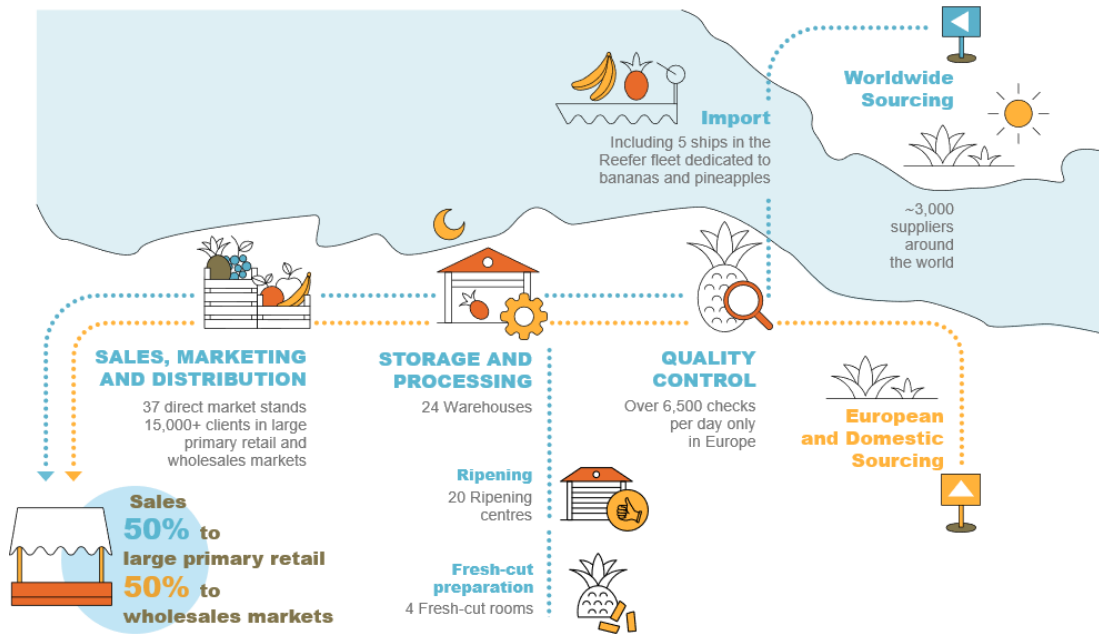 Worldwide
Sourcing
~3,000
suppliers
around
the world
Import
Including 5 ships in the
Reefer fleet dedicated to
bananas and pineapples
SALES, MARKETING
AND DISTRIBUTION
37 direct market stands
15,000+ clients in large
primary retail and
wholesales markets
STORAGE AND
PROCESSING
24 Warehouses
QUALITY
CONTROL
Over 6,500 checks
per day only
in Europe
European
and Domestic
Sourcing
Ripening
20 Ripening
centres
Fresh-cut
preparation
4 Fresh-cut rooms
Sales
50% to
large primary retail
50% to
wholesales markets